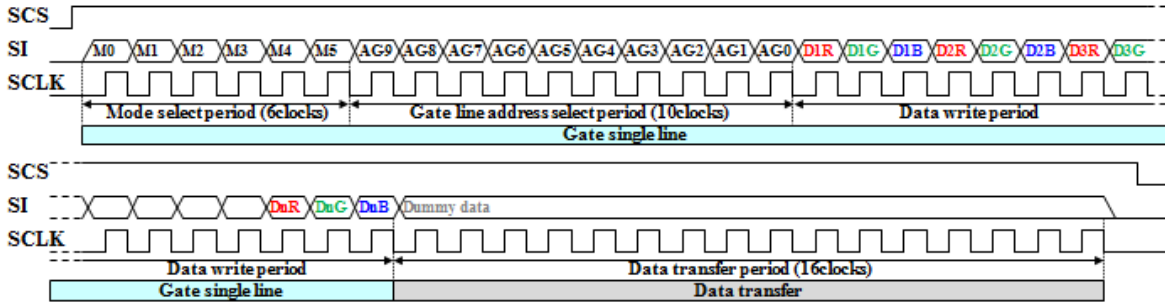 SCS
SI M0 M1 M2 M3 M4 M5 AG9 AG8 AG7 AG6 AG5 AG4 AG3 AG2 AG1 AG0 D1R D1G D1B D2R D2G D2B D3R D3G
SCLK
Mode select period (6clocks) Gate line address select period (10clocks) Data write period
Gate single line
SCS
SI DnR DnG DnB Dummy data
SCLK
Data write period Data transfer period (16clocks)
Gate single line Data transfer